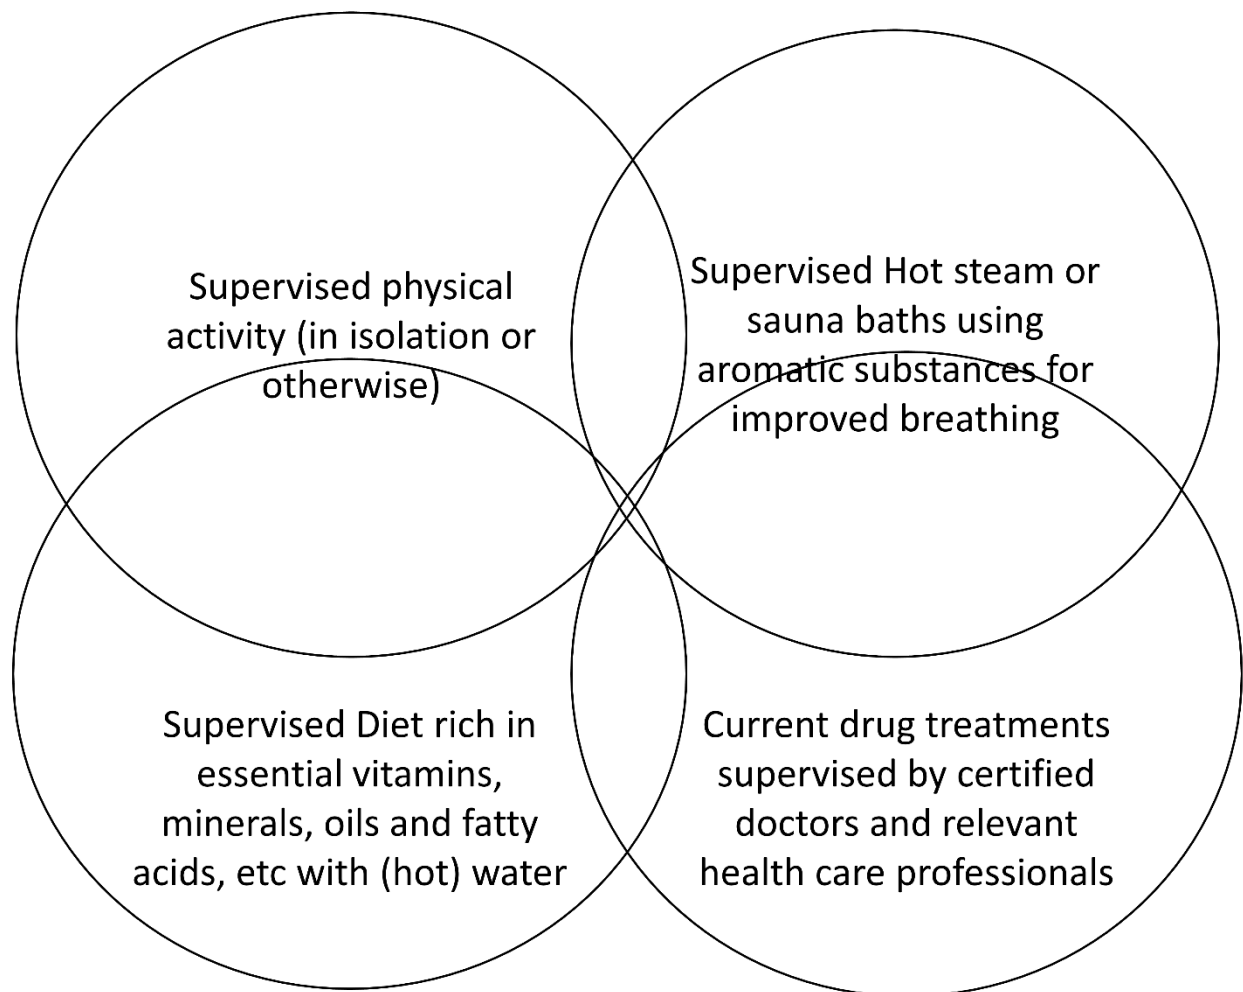 Supervised physical
activity (in isolation or
otherwise)
Supervised Hot steam or
sauna baths using
aromatic substances for
improved breathing
Supervised Diet rich in
essential vitamins,
minerals, oils and fatty
acids, etc with (hot) water
Current drug treatments
supervised by certified
doctors and relevant
health care professionals